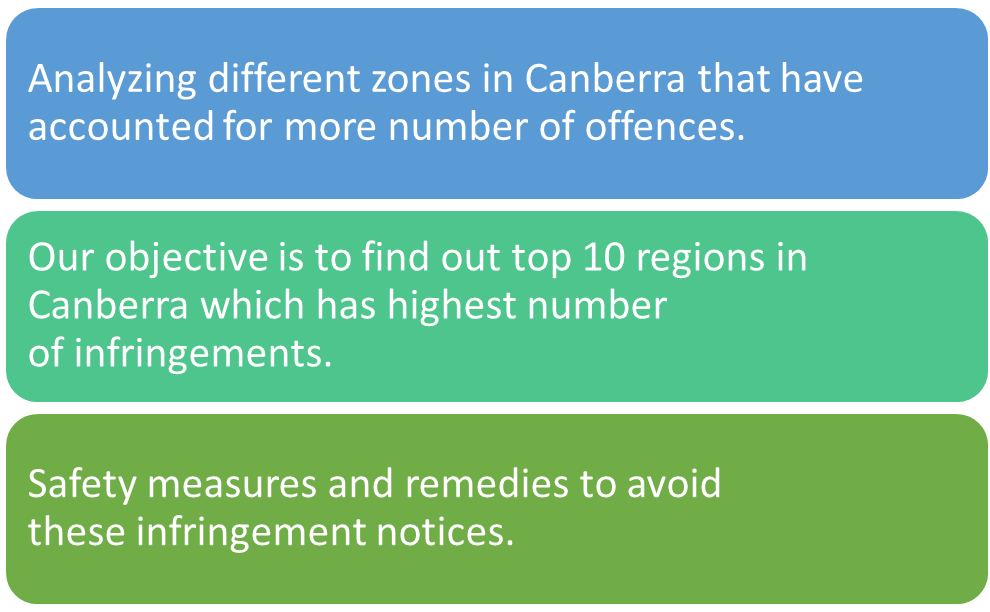 Analyzing different zones in Canberra that have
accounted for more number of offences.
Our objective is to find out top 10 regions in
Canberra which has highest number
of infringements.
Safety measures and remedies to avoid
these infringement notices.